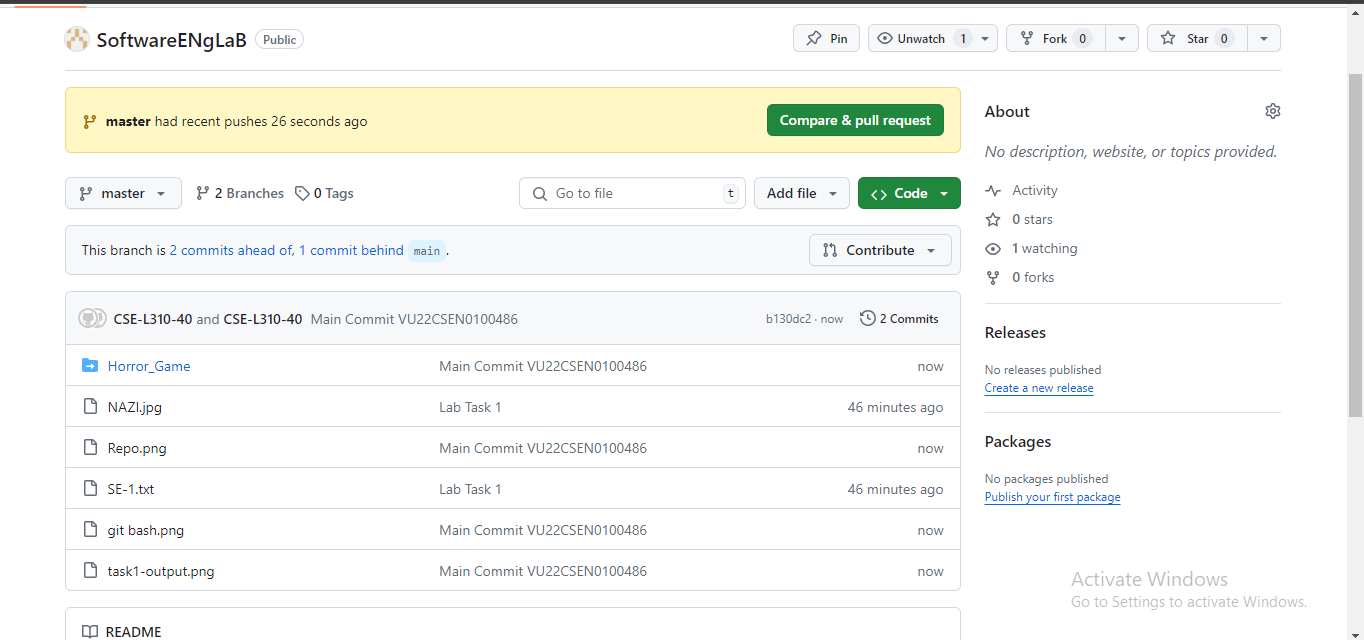 SoftwareENgLaB Public Pin Unwatch 1 Fork 0 Star 0
master had recent pushes 26 seconds ago Compare & pull request
master 2 Branches 0 Tags Go to file t Add file Code
This branch is 2 commits ahead of, 1 commit behind main . Contribute
CSE-L310-40 and CSE-L310-40 Main Commit VU22CSEN0100486 b130dc2 · now 2 Commits
Horror_Game Main Commit VU22CSEN0100486 now
NAZI.jpg Lab Task 1 46 minutes ago
Repo.png Main Commit VU22CSEN0100486 now
SE-1.txt Lab Task 1 46 minutes ago
git bash.png Main Commit VU22CSEN0100486 now
task1-output.png Main Commit VU22CSEN0100486 now
README
About
No description, website, or topics provided.
Activity
0 stars
1 watching
0 forks
Releases
No releases published
Create a new release
Packages
No packages published
Publish your first package
Activate Windows
Go to Settings to activate Windows.